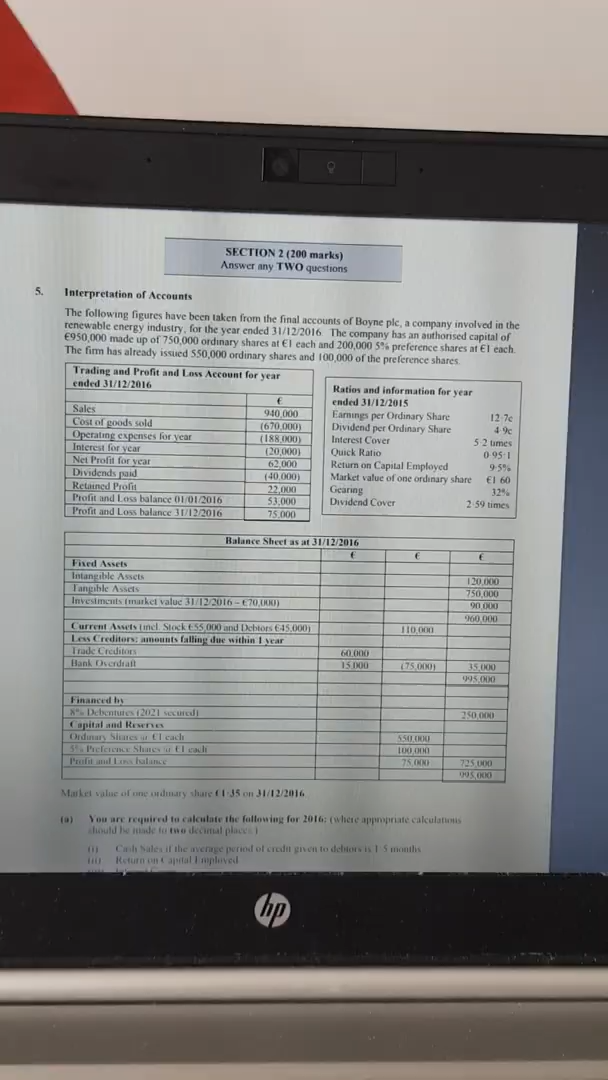 SECTION 2 (200 marks)
Answer any TWO questions
5. Interpretation of Accounts
The following figures have been taken from the final accounts of Boyne plc, a company involved in the
renewable energy industry, for the year ended 31/12/2016. The company has an authorised capital of
€950,000 made up of 750,000 ordinary shares at €1 each and 200,000 5% preference shares at €1 each.
The firm has already issued 550,000 ordinary shares and 100,000 of the preference shares.
Trading and Profit and Loss Account for year
ended 31/12/2016
€
Sales 940,000
Cost of goods sold (670,000)
Operating expenses for year (188,000)
Interest for year (20,000)
Net Profit for year 62,000
Dividends paid (40,000)
Retained Profit 22,000
Profit and Loss balance 01/01/2016 53,000
Profit and Loss balance 31/12/2016 75,000
Ratios and information for year
ended 31/12/2015
Earnings per Ordinary Share 12·7c
Dividend per Ordinary Share 4·9c
Interest Cover 5·2 times
Quick Ratio 0·95:1
Return on Capital Employed 9·5%
Market value of one ordinary share €1·60
Gearing 32%
Dividend Cover 2·59 times
Balance Sheet as at 31/12/2016
€ € €
Fixed Assets
Intangible Assets 120,000
Tangible Assets 750,000
Investments (market value 31/12/2016 – €70,000) 90,000
960,000
Current Assets (incl. Stock €55,000 and Debtors €45,000) 110,000
Less Creditors: amounts falling due within 1 year
Trade Creditors 60,000
Bank Overdraft 15,000 (75,000) 35,000
995,000
Financed by
8% Debentures (2021 secured) 250,000
Capital and Reserves
Ordinary Shares @ €1 each 550,000
5% Preference Shares @ €1 each 100,000
Profit and Loss balance 75,000 725,000
995,000
Market value of one ordinary share €1·35 on 31/12/2016
(a) You are required to calculate the following for 2016: (where appropriate calculations
should be made to two decimal places.)
(i) Cash Sales if the average period of credit given to debtors is 1·5 months
(ii) Return on Capital Employed
hp